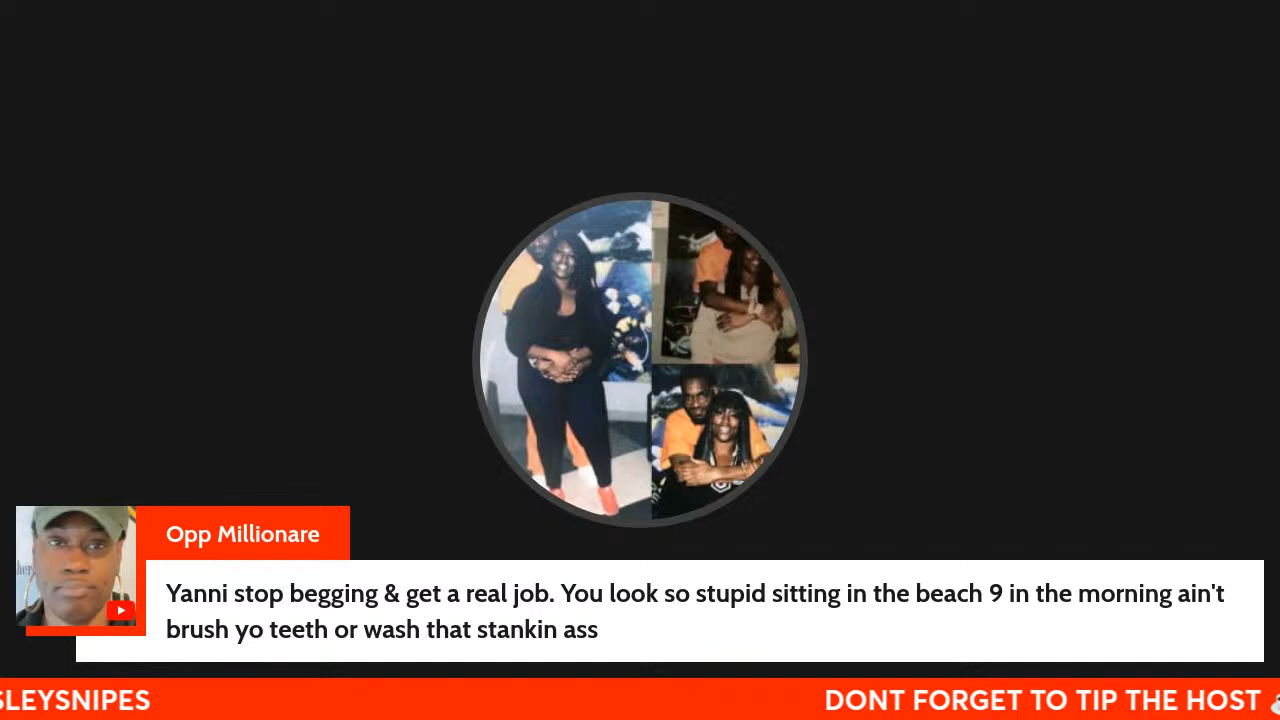 Opp Millionare
Yanni stop begging & get a real job. You look so stupid sitting in the beach 9 in the morning ain't
brush yo teeth or wash that stankin ass
SLEYSNIPES DONT FORGET TO TIP THE HOST